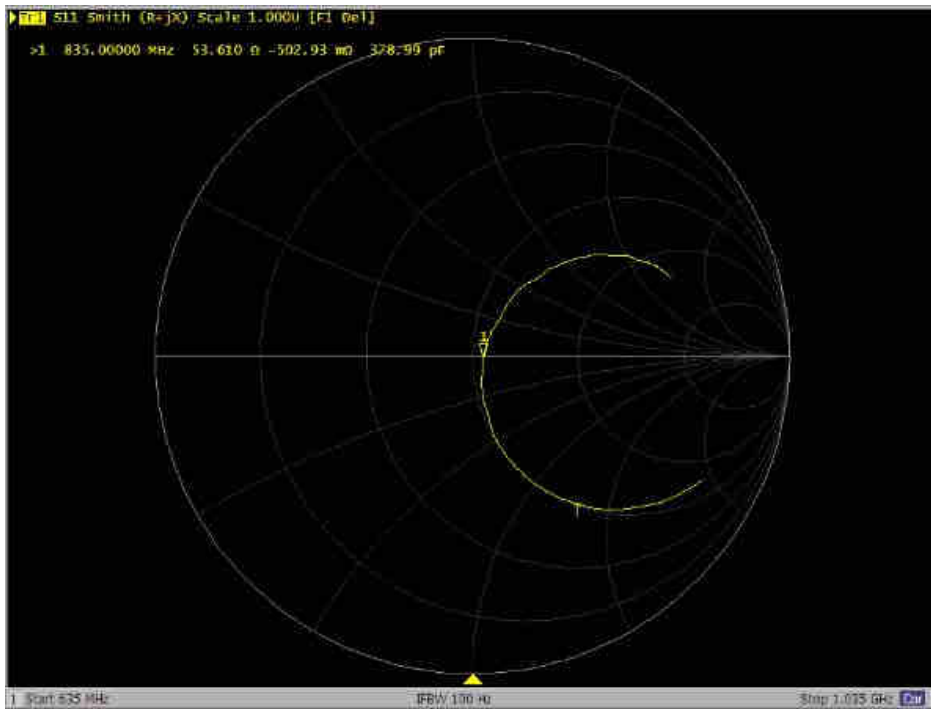 Tr1 S11 Smith (R+jX) Scale 1.000U [F1 Del]
>1 835.00000 MHz 53.610 Ω -502.93 mΩ 378.99 pF
1
1 Start 635 MHz IFBW 100 Hz Stop 1.035 GHz Cor